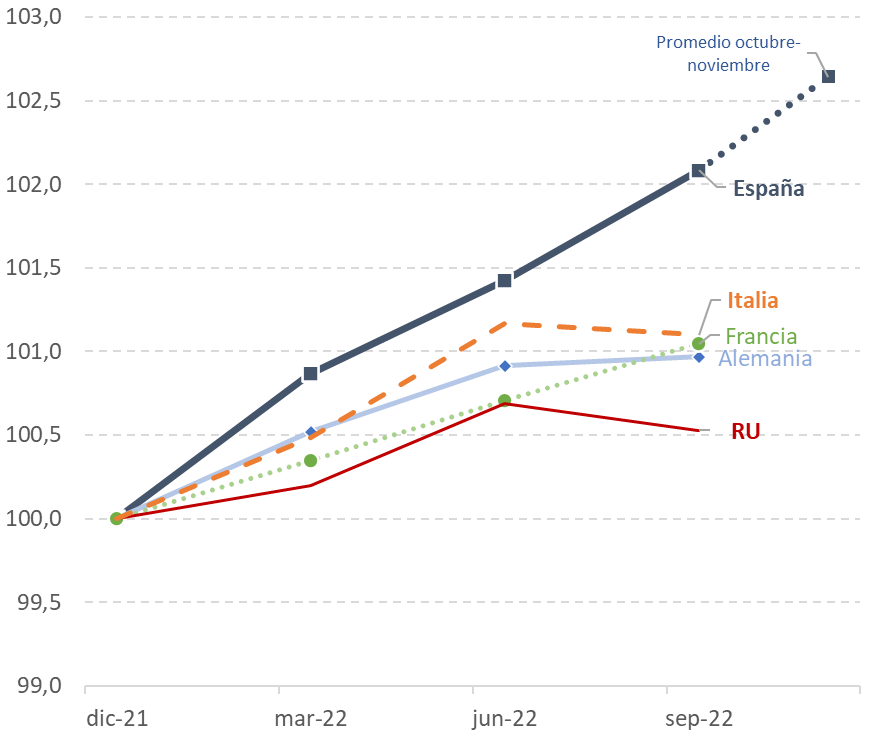 103,0
Promedio octubre-
noviembre
102,5
102,0
España
101,5
Italia
Francia
101,0
Alemania
100,5
RU
100,0
99,5
99,0
dic-21
mar-22
jun-22
sep-22